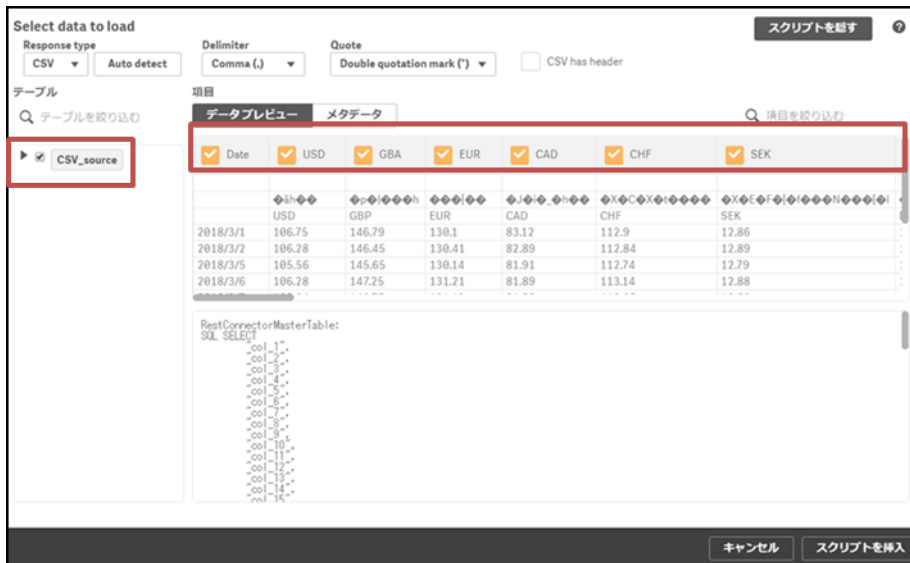 Select data to load
スクリプトを隠す
Response type
Delimiter
Quote
CSV
Auto detect
Comma (,)
Double quotation mark (")
CSV has header
テーブル
項目
テーブルを絞り込む
データプレビュー
メタデータ
項目を絞り込む
CSV_source
Date USD GBA EUR CAD CHF SEK
USD GBP EUR CAD CHF SEK
2018/3/1 106.75 146.79 130.1 83.12 112.9 12.86
2018/3/2 106.28 146.45 130.41 82.89 112.84 12.89
2018/3/5 105.56 145.65 130.14 81.91 112.74 12.79
2018/3/6 106.28 147.25 131.21 81.89 113.14 12.88
RestConnectorMasterTable:
SQL SELECT
"col_1",
"col_2",
"col_3",
"col_4",
"col_5",
"col_6",
"col_7",
"col_8",
"col_9",
"col_10",
"col_11",
"col_12",
"col_13",
"col_14",
"col_15"
キャンセル
スクリプトを挿入